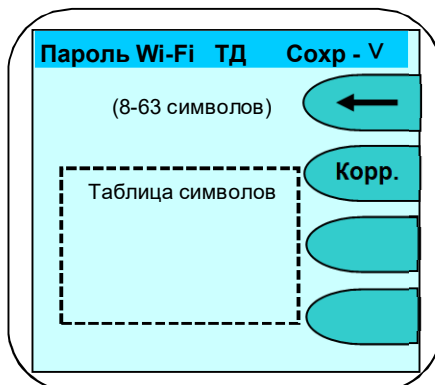 Пароль Wi-Fi ТД Сохр - V
(8-63 символов)
Корр.
Таблица символов